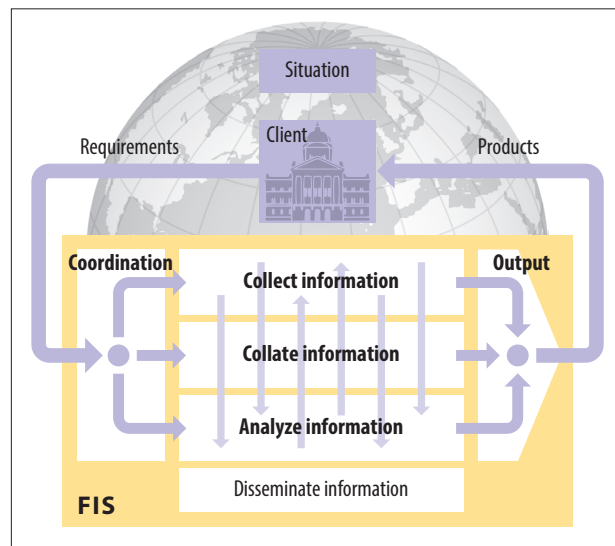 Situation
Client
Requirements
Products
Coordination
Collect information
Output
Collate information
Analyze information
Disseminate information
FIS